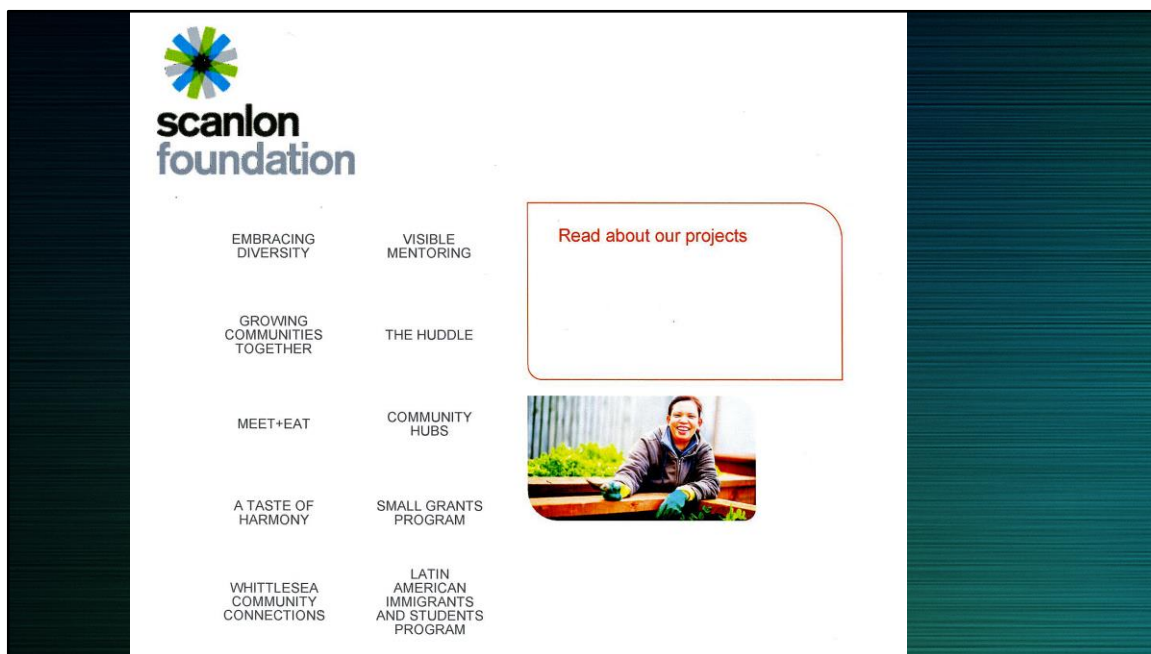 scanlon
foundation
EMBRACING
DIVERSITY
VISIBLE
MENTORING
Read about our projects
GROWING
COMMUNITIES
TOGETHER
THE HUDDLE
MEET+EAT
COMMUNITY
HUBS
A TASTE OF
HARMONY
SMALL GRANTS
PROGRAM
WHITTLESEA
COMMUNITY
CONNECTIONS
LATIN
AMERICAN
IMMIGRANTS
AND STUDENTS
PROGRAM